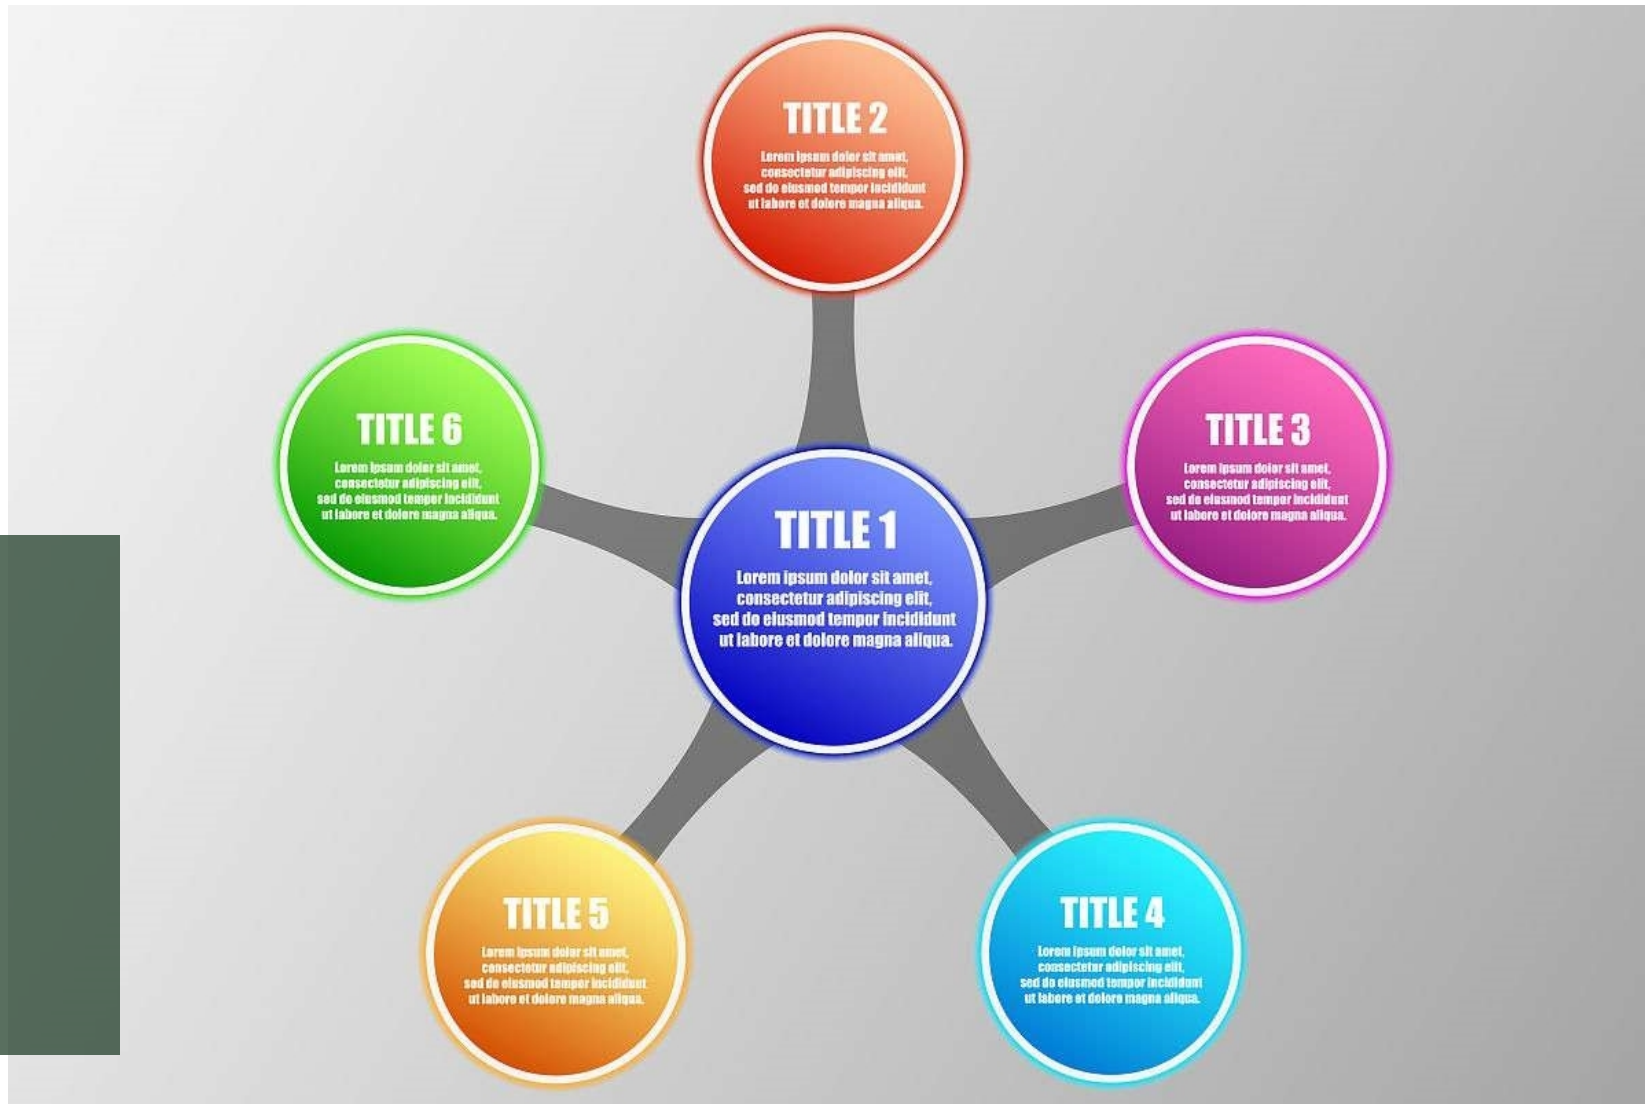 TITLE 2
Lorem ipsum dolor sit amet,
consectetur adipiscing elit,
sed do eiusmod tempor incididunt
ut labore et dolore magna aliqua.
TITLE 6
Lorem ipsum dolor sit amet,
consectetur adipiscing elit,
sed do eiusmod tempor incididunt
ut labore et dolore magna aliqua.
TITLE 3
Lorem ipsum dolor sit amet,
consectetur adipiscing elit,
sed do eiusmod tempor incididunt
ut labore et dolore magna aliqua.
TITLE 1
Lorem ipsum dolor sit amet,
consectetur adipiscing elit,
sed do eiusmod tempor incididunt
ut labore et dolore magna aliqua.
TITLE 5
Lorem ipsum dolor sit amet,
consectetur adipiscing elit,
sed do eiusmod tempor incididunt
ut labore et dolore magna aliqua.
TITLE 4
Lorem ipsum dolor sit amet,
consectetur adipiscing elit,
sed do eiusmod tempor incididunt
ut labore et dolore magna aliqua.